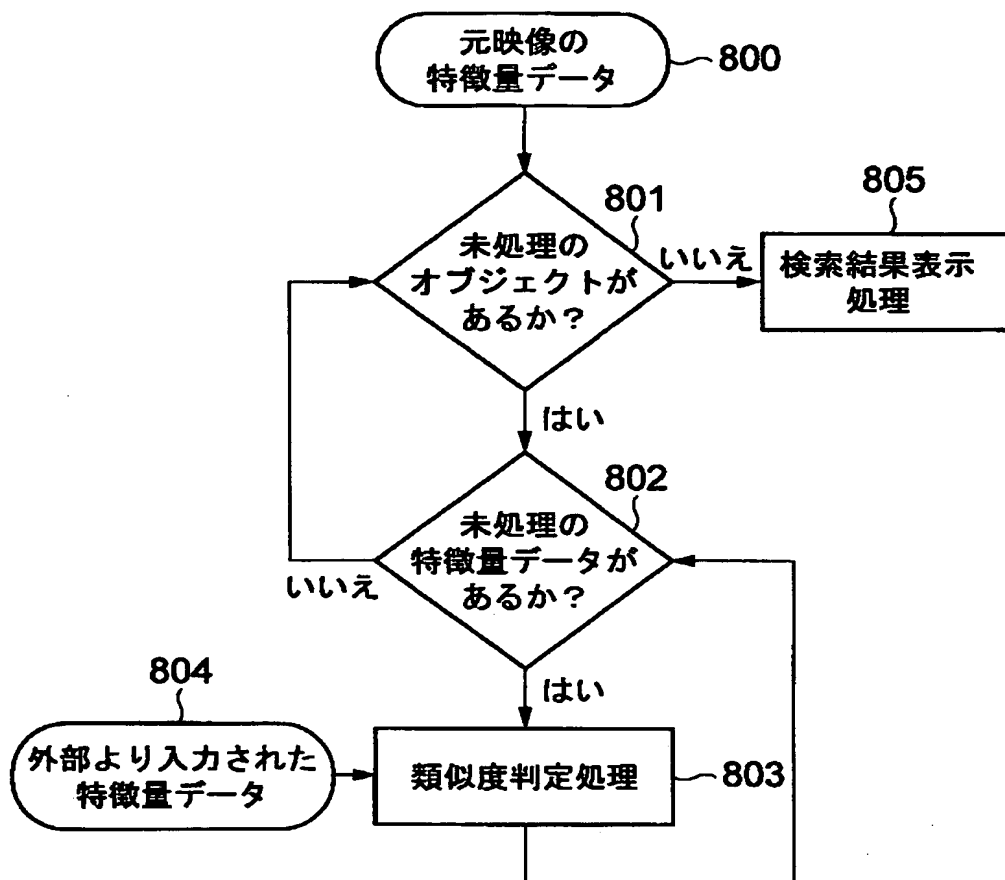 元映像の
特徴量データ
800
801
未処理の
オブジェクトが
あるか？
いいえ
805
検索結果表示
処理
はい
802
未処理の
特徴量データが
あるか？
いいえ
はい
804
外部より入力された
特徴量データ
類似度判定処理
803